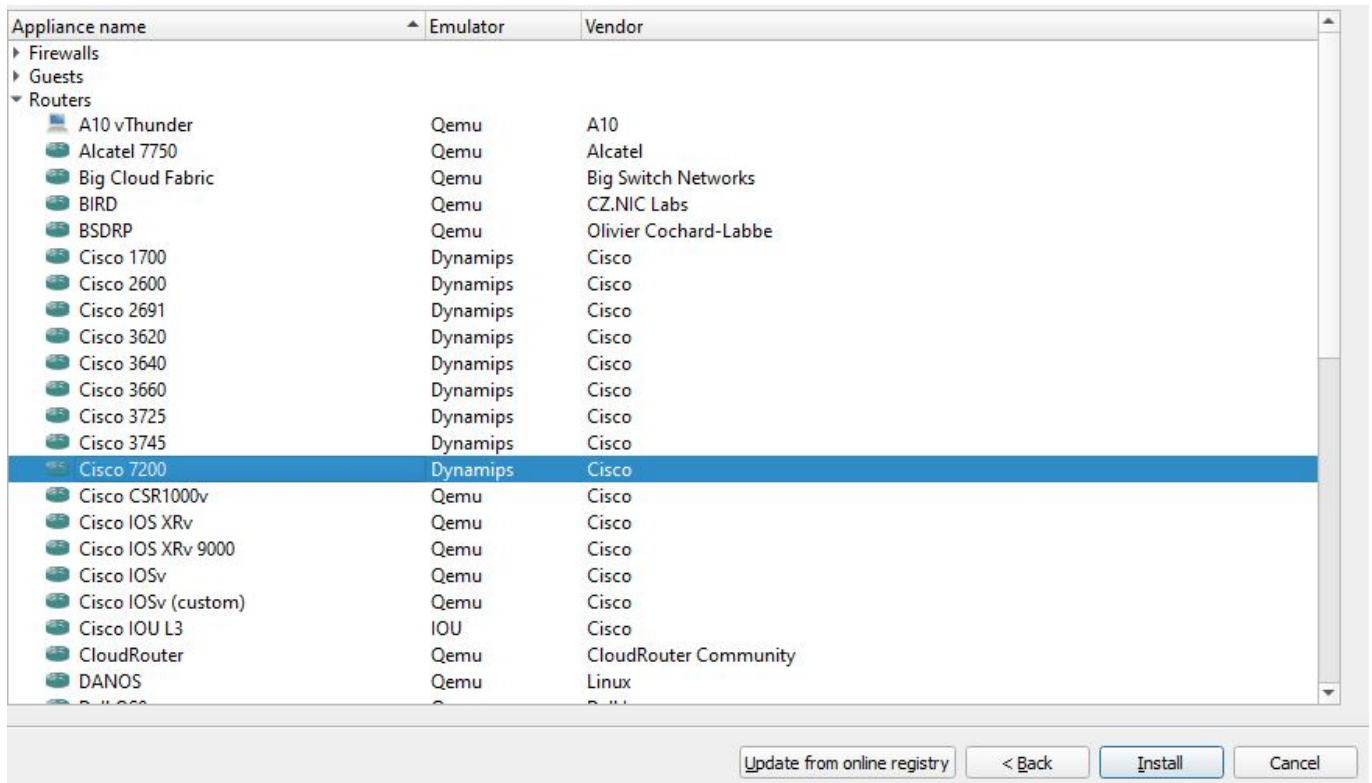 Appliance name Emulator Vendor
Firewalls
Guests
Routers
A10 vThunder Qemu A10
Alcatel 7750 Qemu Alcatel
Big Cloud Fabric Qemu Big Switch Networks
BIRD Qemu CZ.NIC Labs
BSDRP Qemu Olivier Cochard-Labbe
Cisco 1700 Dynamips Cisco
Cisco 2600 Dynamips Cisco
Cisco 2691 Dynamips Cisco
Cisco 3620 Dynamips Cisco
Cisco 3640 Dynamips Cisco
Cisco 3660 Dynamips Cisco
Cisco 3725 Dynamips Cisco
Cisco 3745 Dynamips Cisco
Cisco 7200 Dynamips Cisco
Cisco CSR1000v Qemu Cisco
Cisco IOS XRv Qemu Cisco
Cisco IOS XRv 9000 Qemu Cisco
Cisco IOSv Qemu Cisco
Cisco IOSv (custom) Qemu Cisco
Cisco IOU L3 IOU Cisco
CloudRouter Qemu CloudRouter Community
DANOS Qemu Linux
Update from online registry < Back Install Cancel